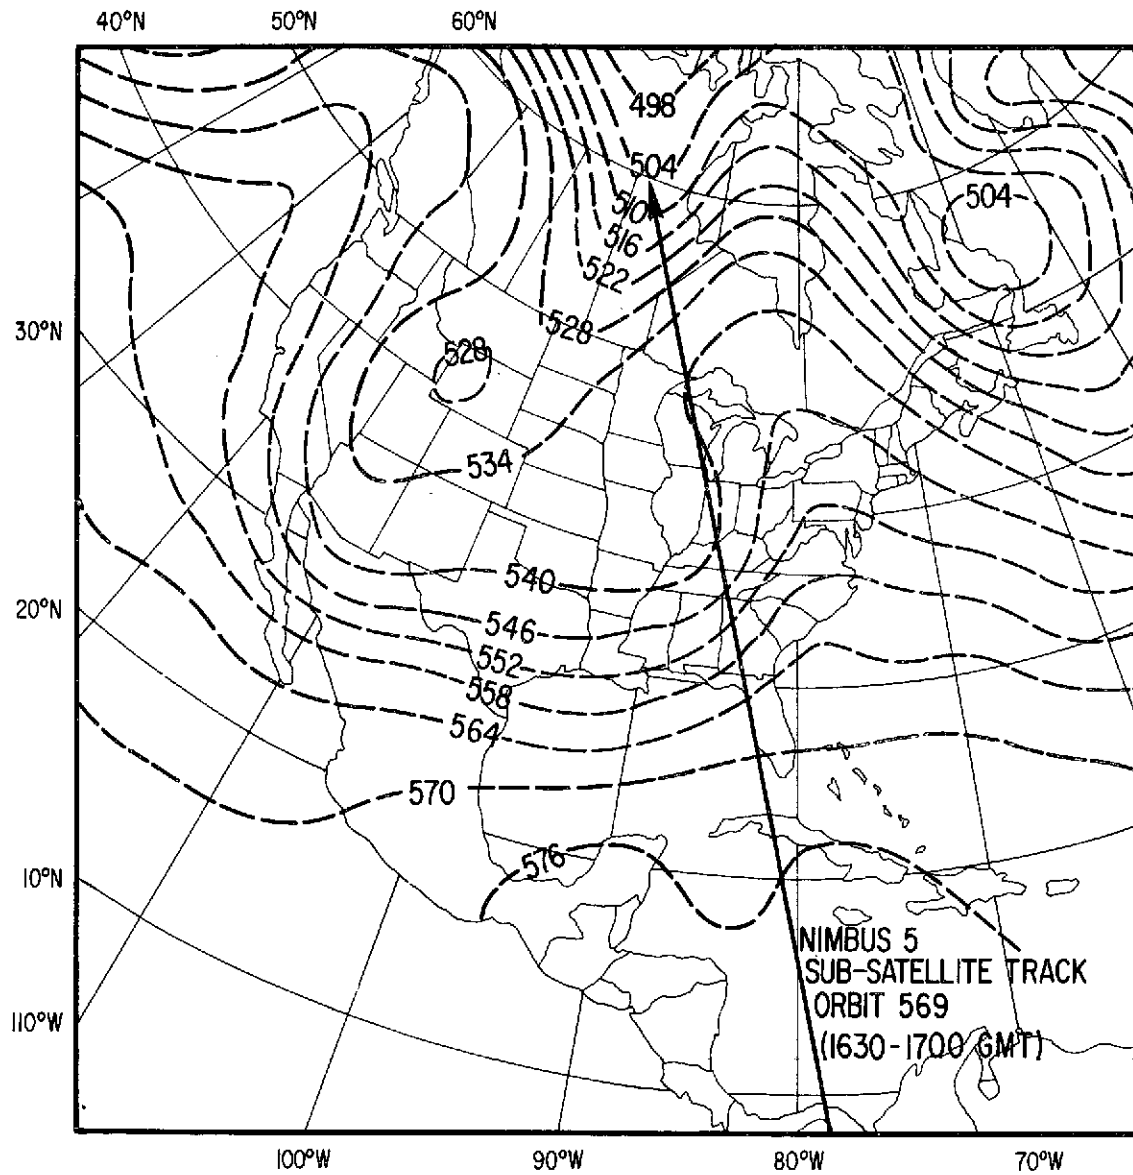 40°N 50°N 60°N
498
504
504
510
516
522
30°N
528
528
534
540
20°N
546
552
558
564
570
576
10°N
NIMBUS 5
SUB-SATELLITE TRACK
ORBIT 569
110°W
(1630-1700 GMT)
100°W 90°W 80°W 70°W